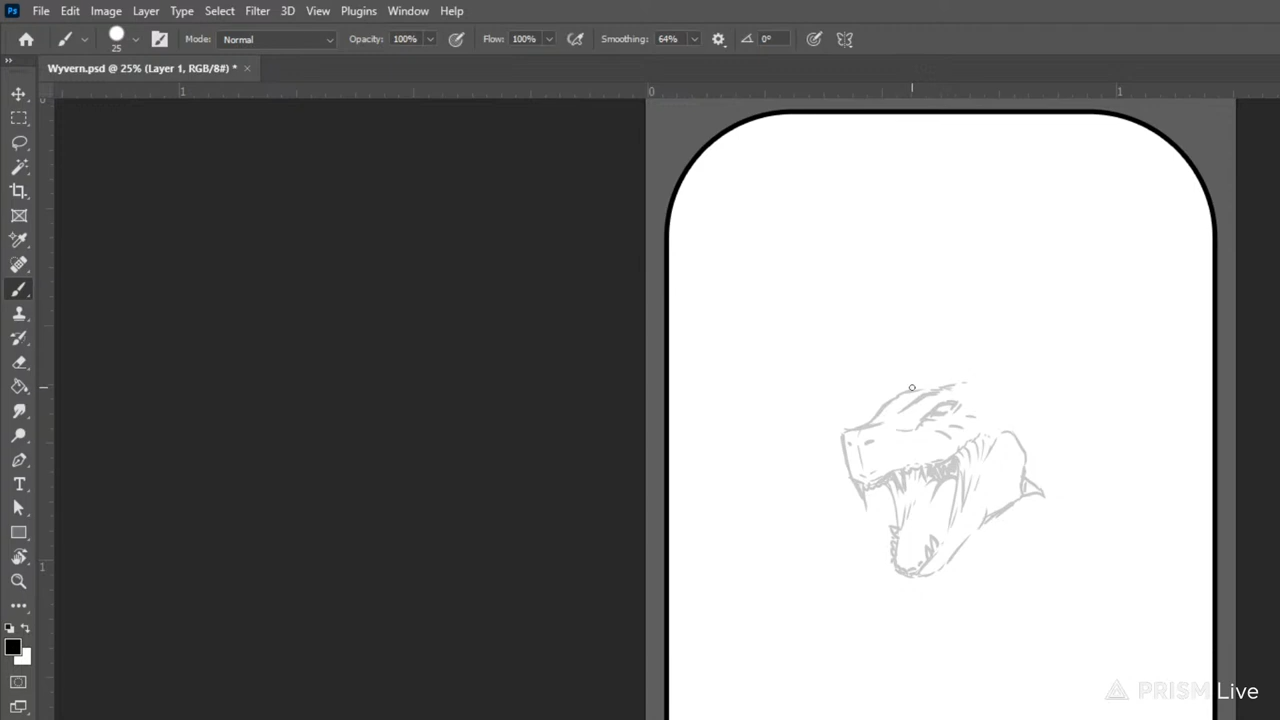 Ps File Edit Image Layer Type Select Filter 3D View Plugins Window Help
25 Mode: Normal Opacity: 100% Flow: 100% Smoothing: 64% 0°
Wyvern.psd @ 25% (Layer 1, RGB/8#) * ×
1 0 1
1
PRISM Live